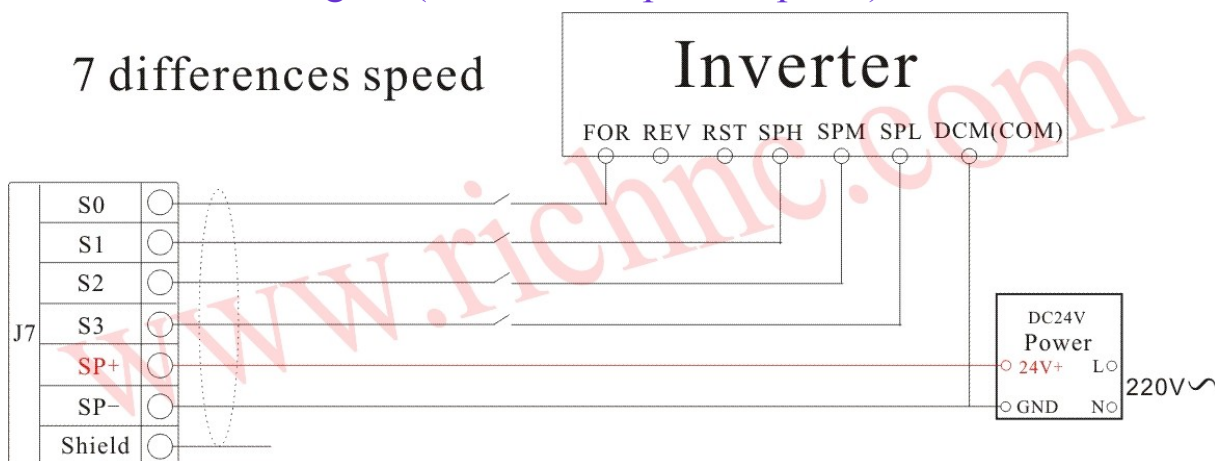 7 differences speed
Inverter
FOR REV RST SPH SPM SPL DCM(COM)
S0
S1
S2
S3
J7
SP+
SP−
Shield
DC24V
Power
24V+ L
GND N
220V
www.richnc.com